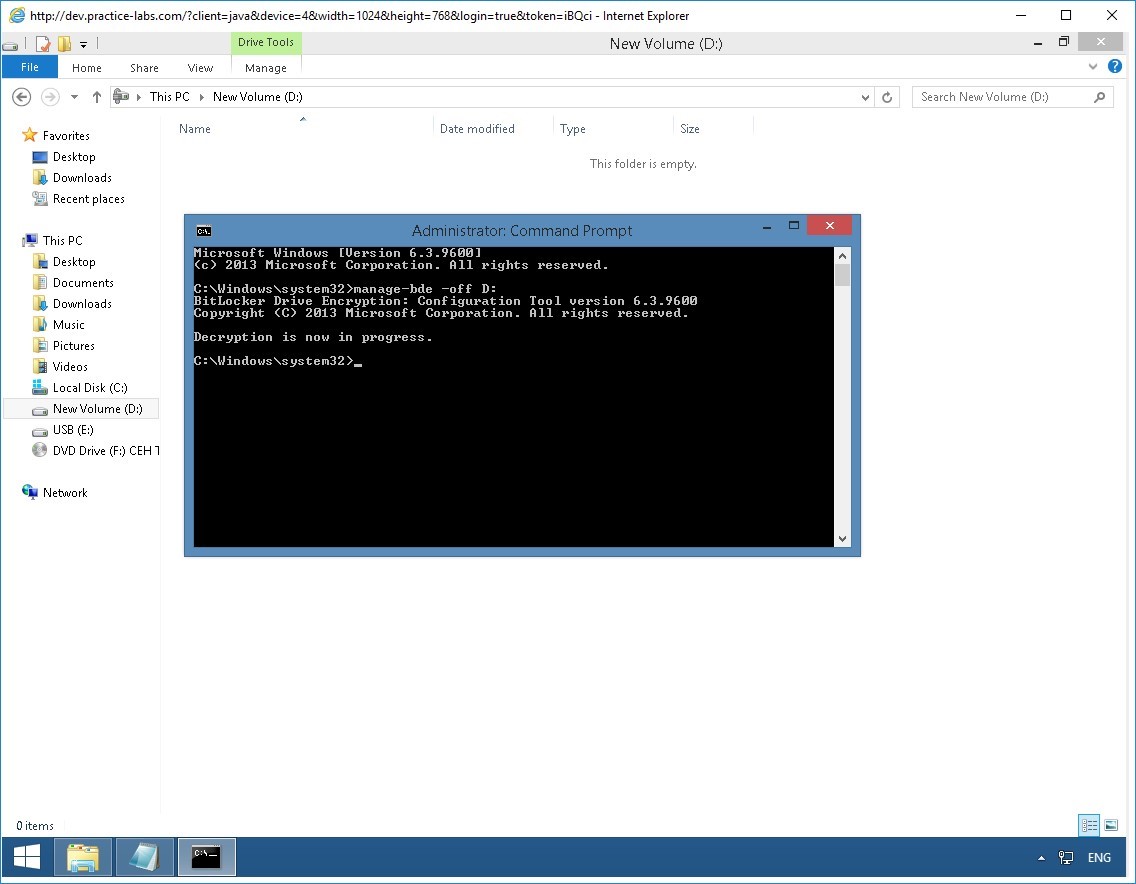 http://dev.practice-labs.com/?client=java&device=4&width=1024&height=768&login=true&token=iBQci - Internet Explorer
Drive Tools
New Volume (D:)
File
Home
Share
View
Manage
This PC
New Volume (D:)
Search New Volume (D:)
Favorites
Desktop
Downloads
Recent places
This PC
Desktop
Documents
Downloads
Music
Pictures
Videos
Local Disk (C:)
New Volume (D:)
USB (E:)
DVD Drive (F:) CEH T
Network
Name
Date modified
Type
Size
This folder is empty.
Administrator: Command Prompt
Microsoft Windows [Version 6.3.9600]
(c) 2013 Microsoft Corporation. All rights reserved.
C:\Windows\system32>manage-bde -off D:
BitLocker Drive Encryption: Configuration Tool version 6.3.9600
Copyright (C) 2013 Microsoft Corporation. All rights reserved.
Decryption is now in progress.
C:\Windows\system32>_
0 items
ENG